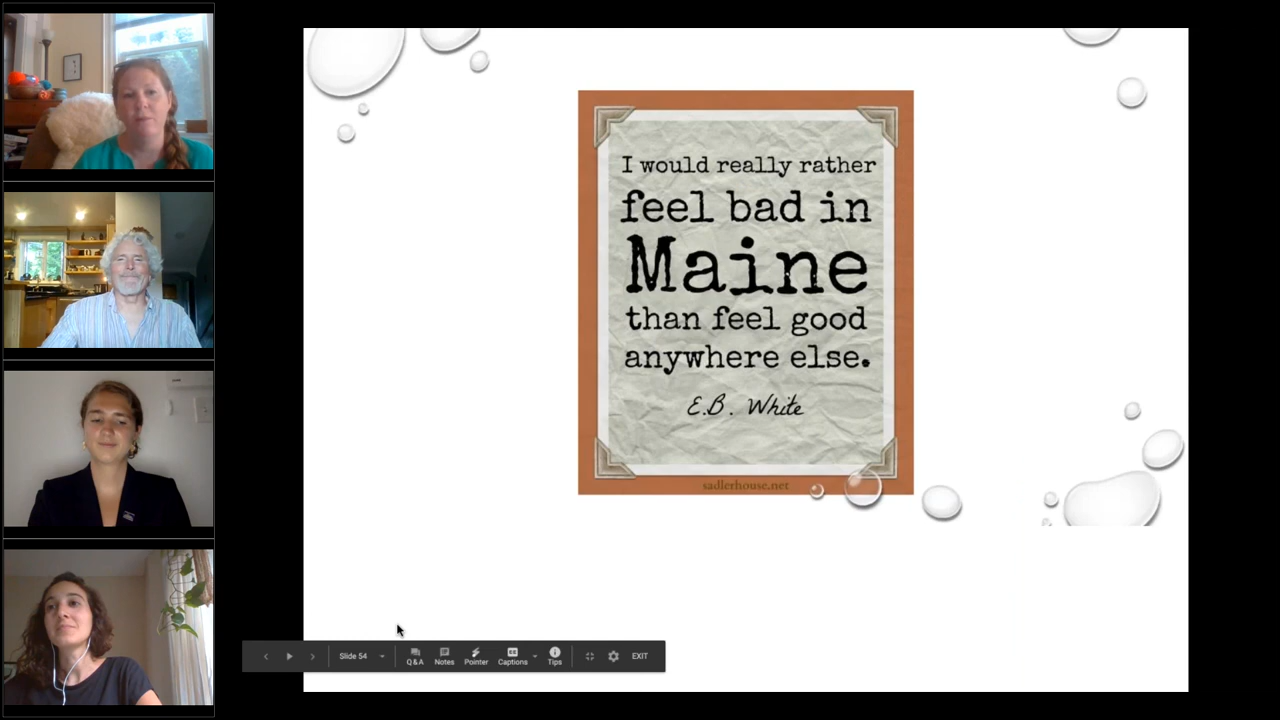 I would really rather
feel bad in
Maine
than feel good
anywhere else.
E.B. White
sadlerhouse.net
Slide 54
Q&A
Notes
Pointer
Captions
Tips
EXIT